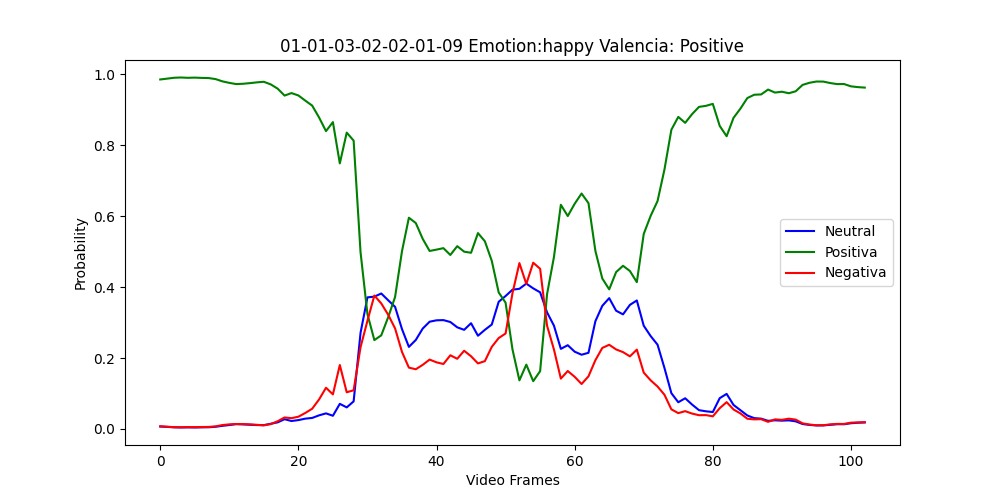 01-01-03-02-02-01-09 Emotion:happy Valencia: Positive
1.0
0.8
0.6
0.4
0.2
0.0
Probability
Neutral
Positiva
Negativa
0 20 40 60 80 100
Video Frames